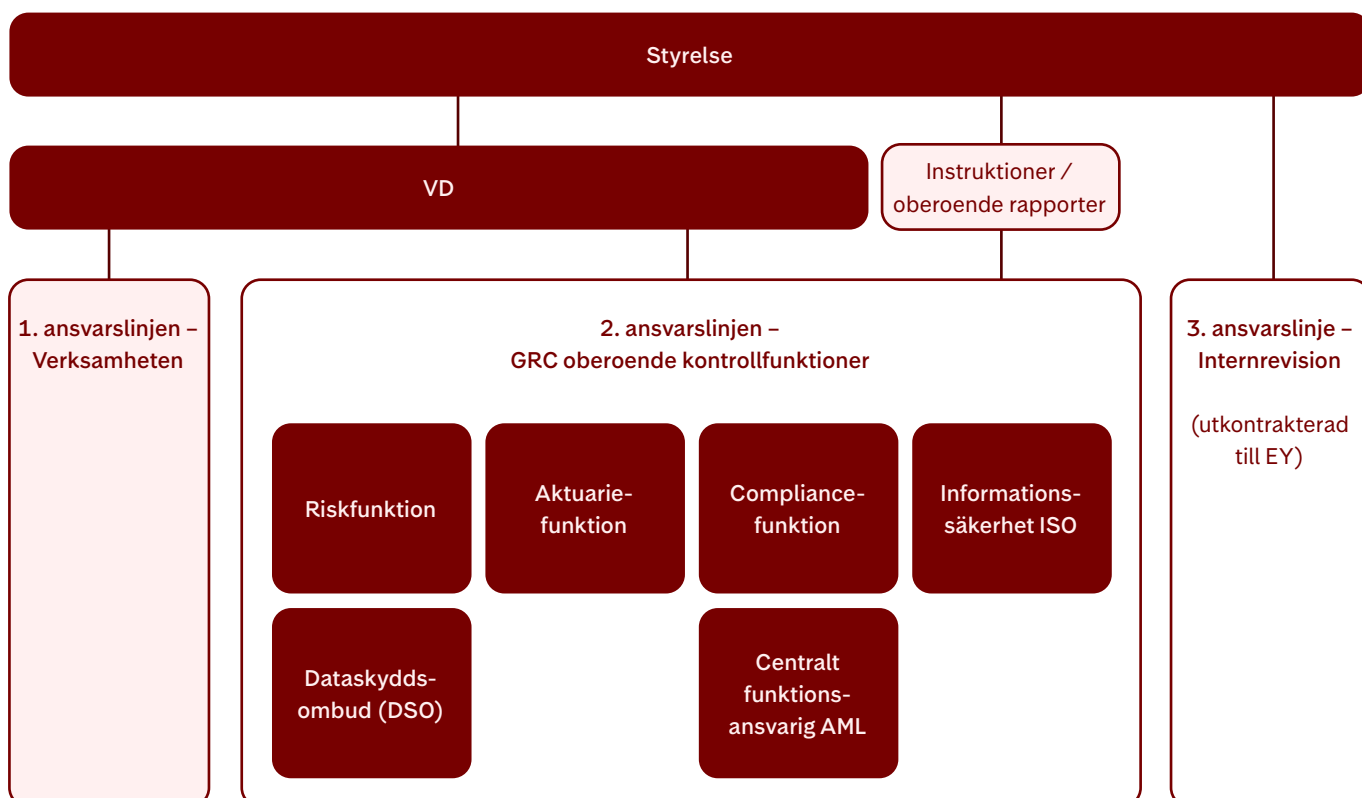 Styrelse
VD
Instruktioner /
oberoende rapporter
1. ansvarslinjen –
Verksamheten
2. ansvarslinjen –
GRC oberoende kontrollfunktioner
3. ansvarslinje –
Internrevision
(utkontrakterad
till EY)
Riskfunktion
Aktuarie-
funktion
Compliance-
funktion
Informations-
säkerhet ISO
Dataskydds-
ombud (DSO)
Centralt
funktions-
ansvarig AML